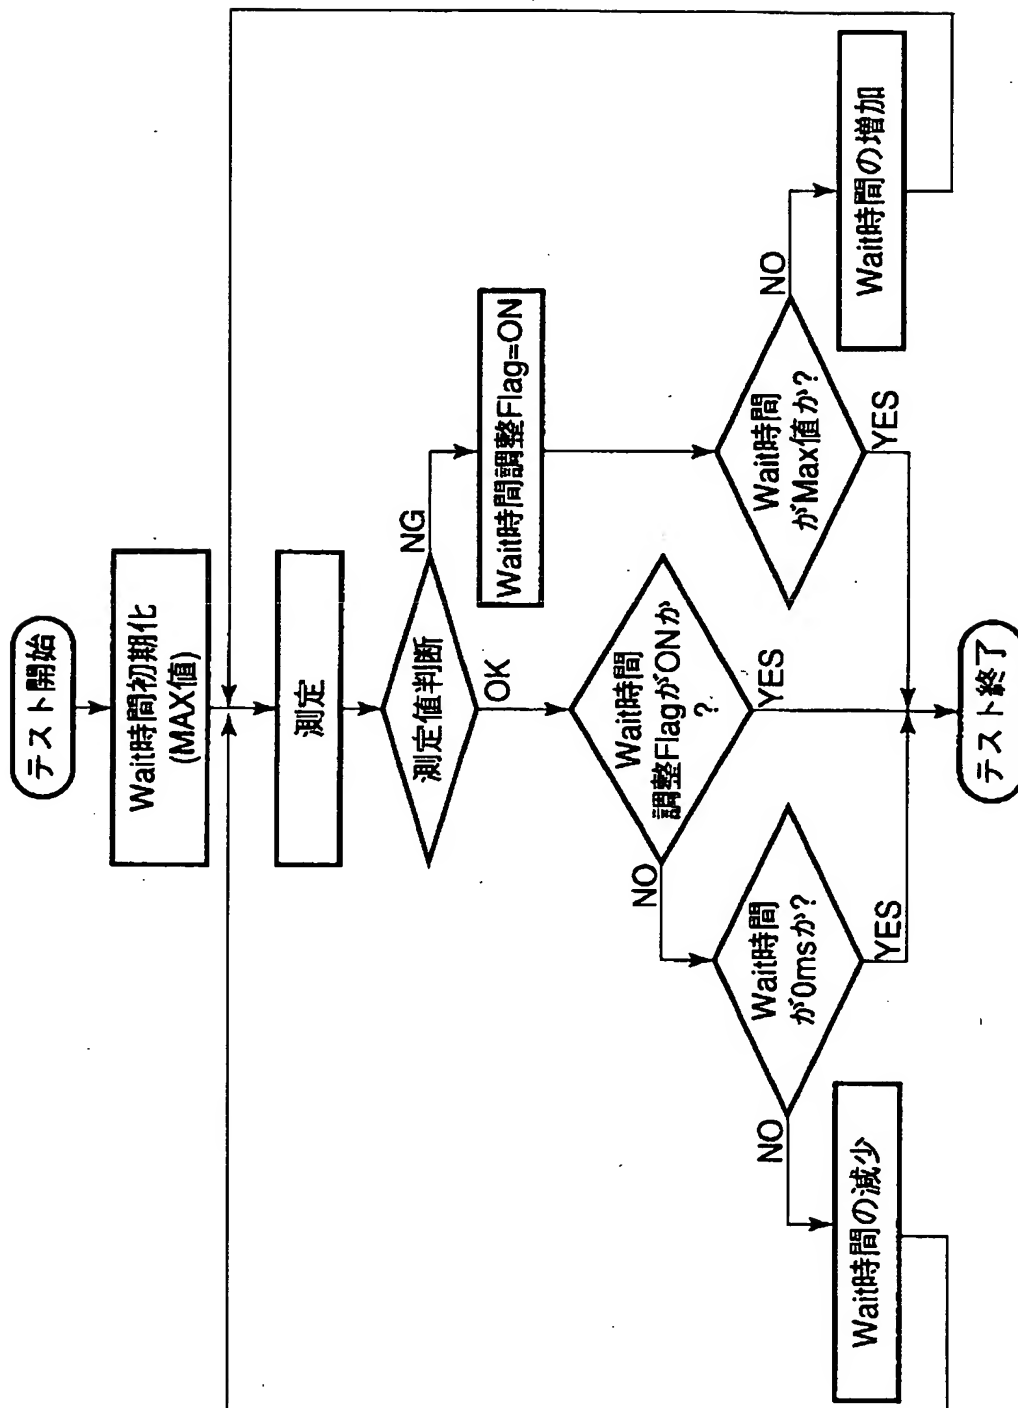 テスト開始
Wait時間初期化
(MAX値)
測定
測定値判断
NG
OK
Wait時間調整Flag=ON
Wait時間
調整FlagがONか
?
NO
YES
Wait時間
が0msか?
NO
YES
Wait時間
がMax値か?
NO
YES
Wait時間の減少
Wait時間の増加
テスト終了